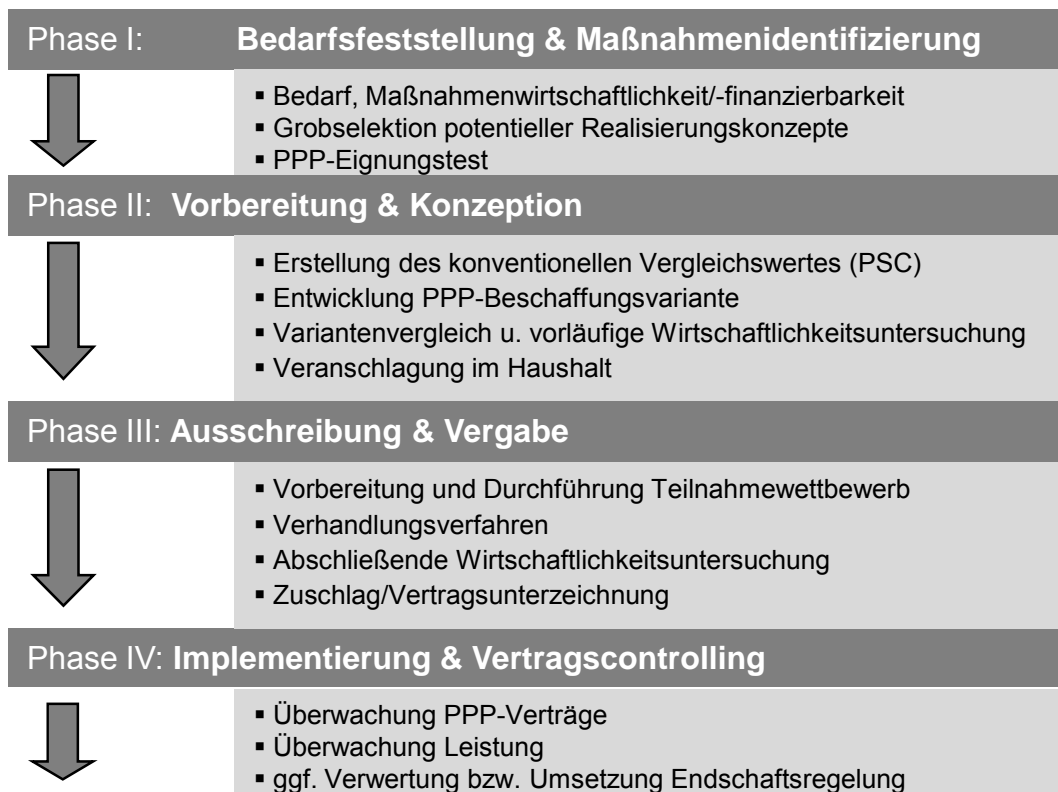 Phase I: Bedarfsfeststellung & Maßnahmenidentifizierung
▪ Bedarf, Maßnahmenwirtschaftlichkeit/-finanzierbarkeit
▪ Grobselektion potentieller Realisierungskonzepte
▪ PPP-Eignungstest
Phase II: Vorbereitung & Konzeption
▪ Erstellung des konventionellen Vergleichswertes (PSC)
▪ Entwicklung PPP-Beschaffungsvariante
▪ Variantenvergleich u. vorläufige Wirtschaftlichkeitsuntersuchung
▪ Veranschlagung im Haushalt
Phase III: Ausschreibung & Vergabe
▪ Vorbereitung und Durchführung Teilnahmewettbewerb
▪ Verhandlungsverfahren
▪ Abschließende Wirtschaftlichkeitsuntersuchung
▪ Zuschlag/Vertragsunterzeichnung
Phase IV: Implementierung & Vertragscontrolling
▪ Überwachung PPP-Verträge
▪ Überwachung Leistung
▪ ggf. Verwertung bzw. Umsetzung Endschaftsregelung